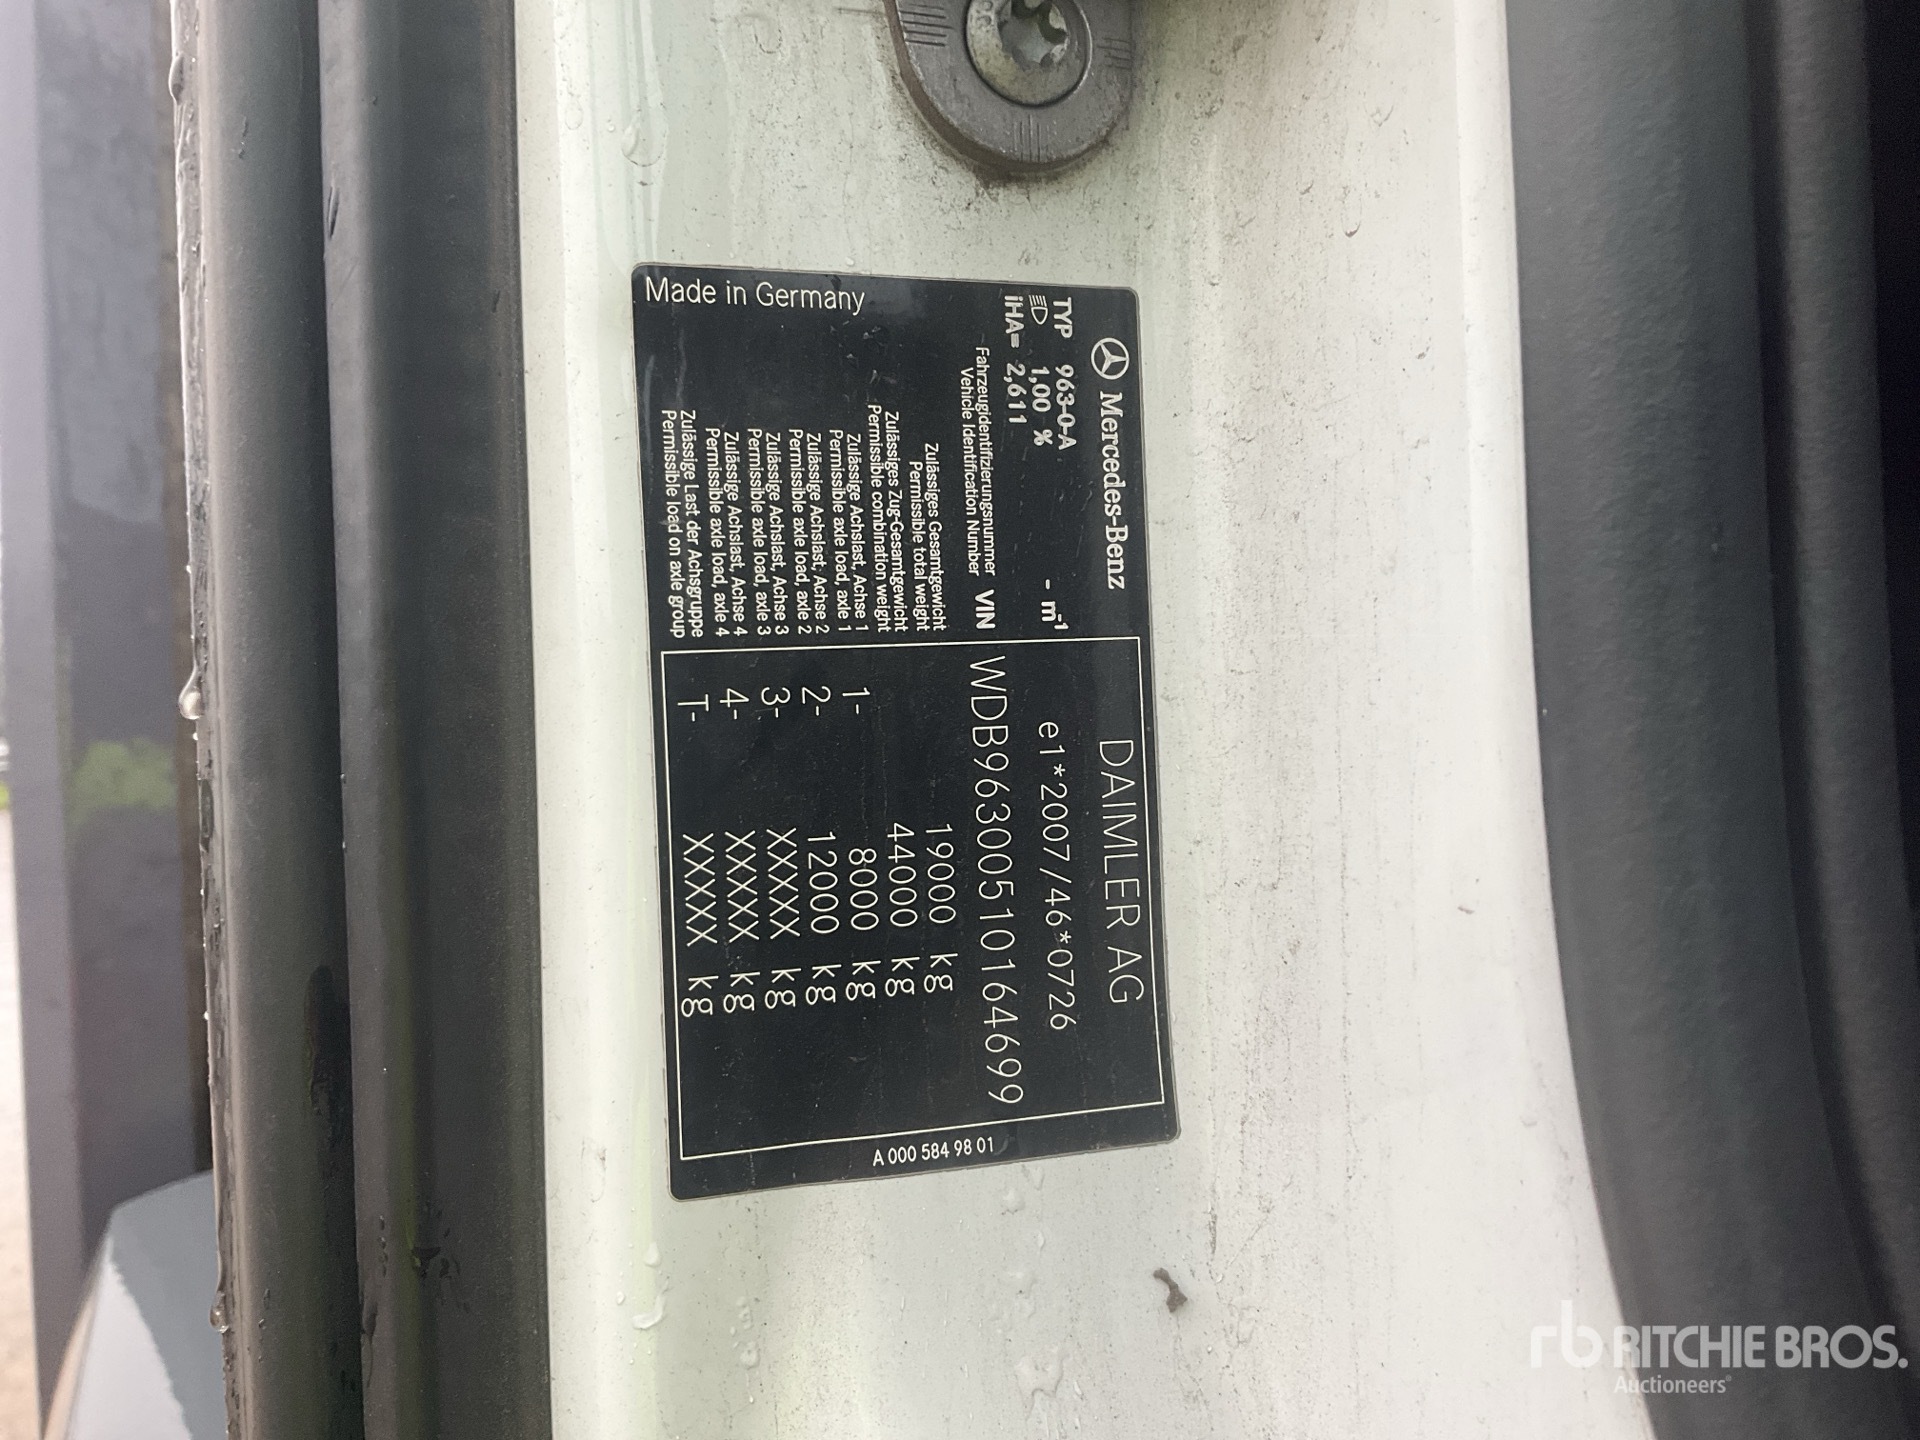 Mercedes-Benz
DAIMLER AG
TYP 963-0-A
1,00 % - m-1
e1*2007/46*0726
iHA= 2,611
Fahrzeugidentifizierungsnummer
Vehicle Identification Number VIN WDB96300510164699
Zulässiges Gesamtgewicht
Permissible total weight 19000 kg
Zulässiges Zug-Gesamtgewicht
Permissible combination weight 44000 kg
Zulässige Achslast, Achse 1
Permissible axle load, axle 1 1- 8000 kg
Zulässige Achslast, Achse 2
Permissible axle load, axle 2 2- 12000 kg
Zulässige Achslast, Achse 3
Permissible axle load, axle 3 3- XXXXX kg
Zulässige Achslast, Achse 4
Permissible axle load, axle 4 4- XXXXX kg
Zulässige Last der Achsgruppe
Permissible load on axle group T- XXXXX kg
Made in Germany
A 000 584 98 01
rb RITCHIE BROS.
Auctioneers